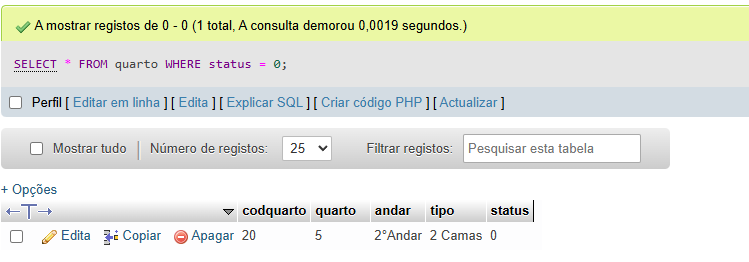 A mostrar registos de 0 - 0 (1 total, A consulta demorou 0,0019 segundos.)
SELECT * FROM quarto WHERE status = 0;
Perfil [ Editar em linha ] [ Edita ] [ Explicar SQL ] [ Criar código PHP ] [ Actualizar ]
Mostrar tudo Número de registos: 25 Filtrar registos: Pesquisar esta tabela
+ Opções
codquarto quarto andar tipo status
Edita Copiar Apagar 20 5 2°Andar 2 Camas 0